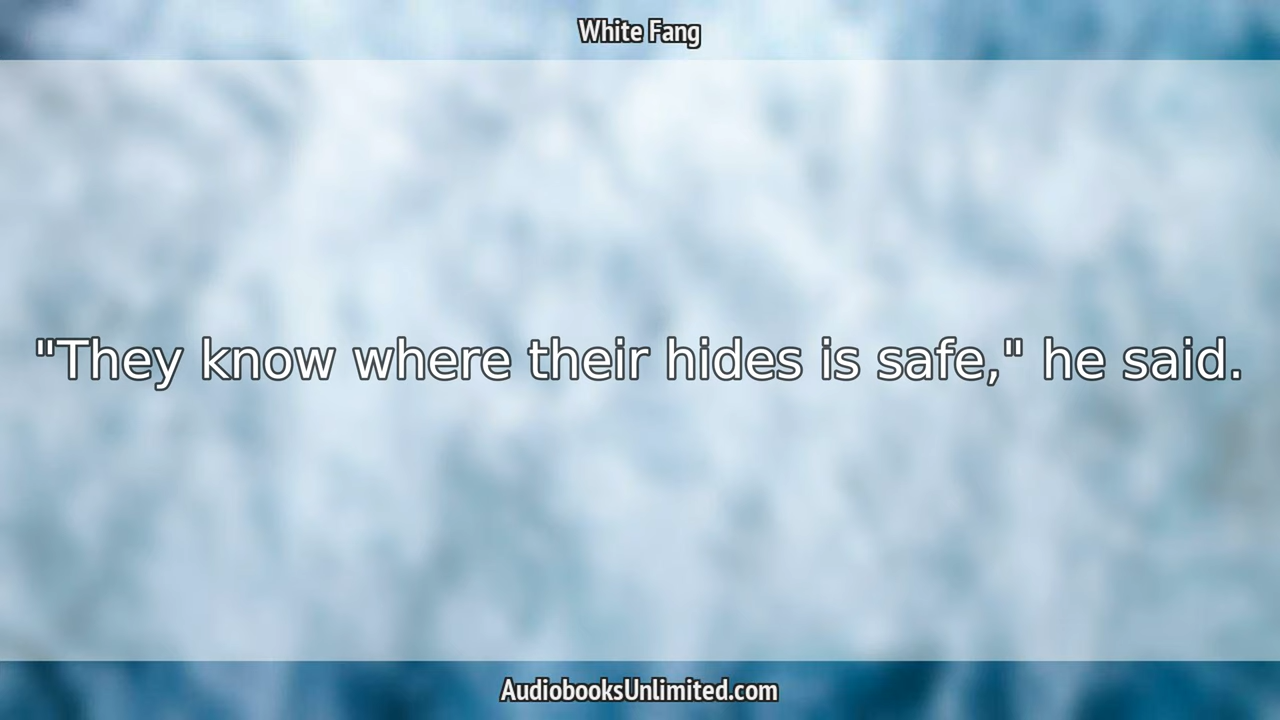 White Fang
"They know where their hides is safe," he said.
AudiobooksUnlimited.com